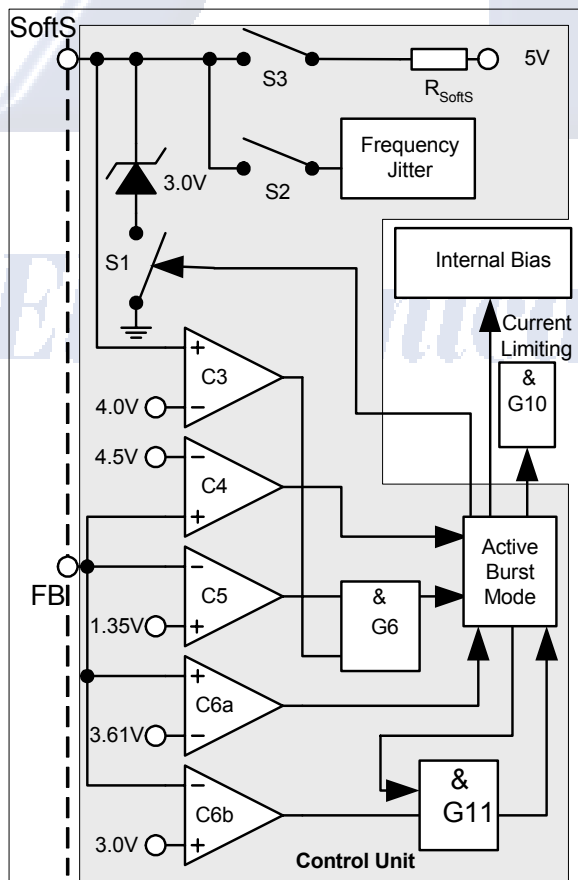 SoftS
5V
S3
R_SoftS
Frequency
Jitter
3.0V
S2
S1
Internal Bias
Current
Limiting
+
C3
−
4.0V
&
G10
4.5V
−
C4
+
Active
Burst
Mode
FB
−
C5
+
1.35V
&
G6
+
C6a
−
3.61V
−
C6b
+
3.0V
&
G11
Control Unit